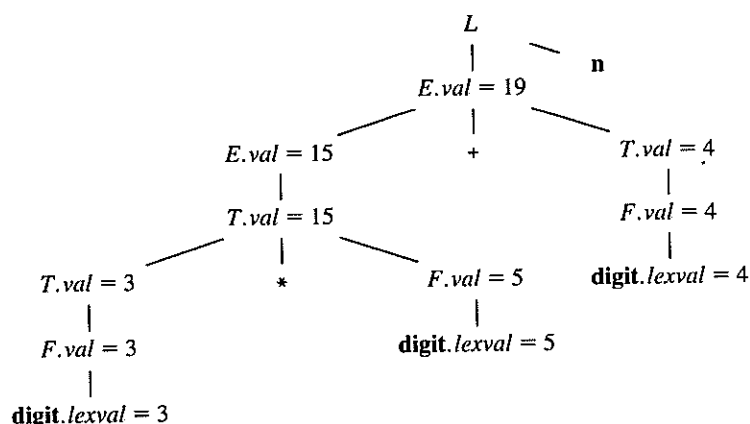 L
n
E.val = 19
E.val = 15
+
T.val = 4
T.val = 15
F.val = 4
T.val = 3
*
F.val = 5
digit.lexval = 4
F.val = 3
digit.lexval = 5
digit.lexval = 3